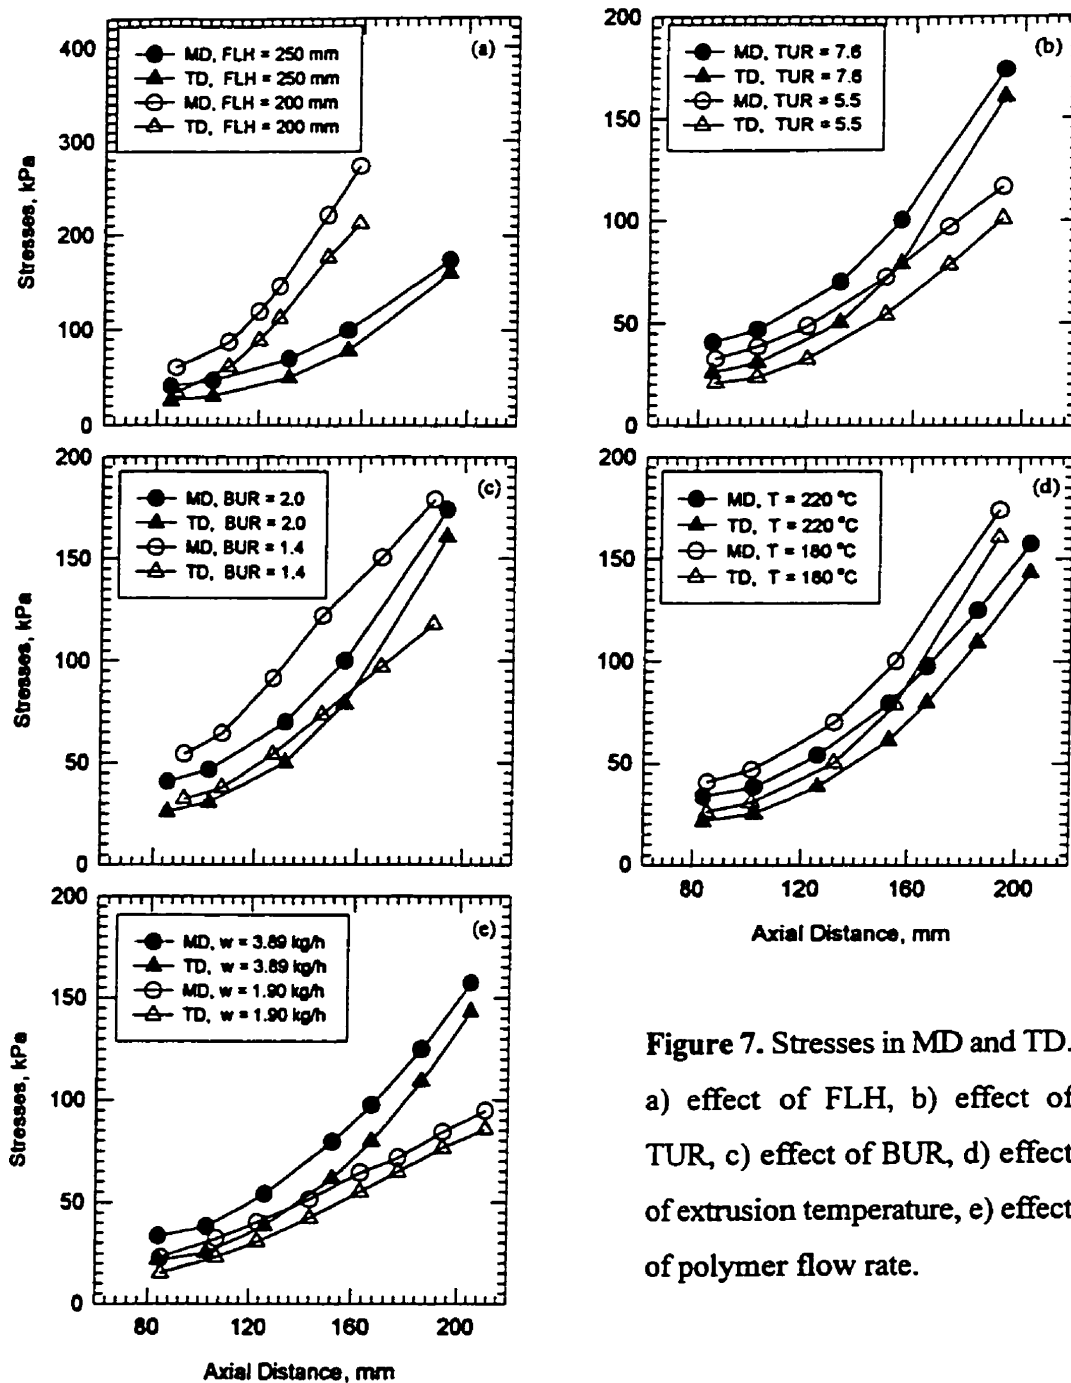 (a)
MD, FLH = 250 mm
TD, FLH = 250 mm
MD, FLH = 200 mm
TD, FLH = 200 mm
400
300
200
100
0
Stresses, kPa
(b)
MD, TUR = 7.6
TD, TUR = 7.6
MD, TUR = 5.5
TD, TUR = 5.5
200
150
100
50
0
(c)
MD, BUR = 2.0
TD, BUR = 2.0
MD, BUR = 1.4
TD, BUR = 1.4
200
150
100
50
0
Stresses, kPa
(d)
MD, T = 220 °C
TD, T = 220 °C
MD, T = 180 °C
TD, T = 180 °C
200
150
100
50
0
80 120 160 200
Axial Distance, mm
(e)
MD, w = 3.89 kg/h
TD, w = 3.89 kg/h
MD, w = 1.90 kg/h
TD, w = 1.90 kg/h
200
150
100
50
0
Stresses, kPa
80 120 160 200
Axial Distance, mm
Figure 7. Stresses in MD and TD.
a) effect of FLH, b) effect of
TUR, c) effect of BUR, d) effect
of extrusion temperature, e) effect
of polymer flow rate.